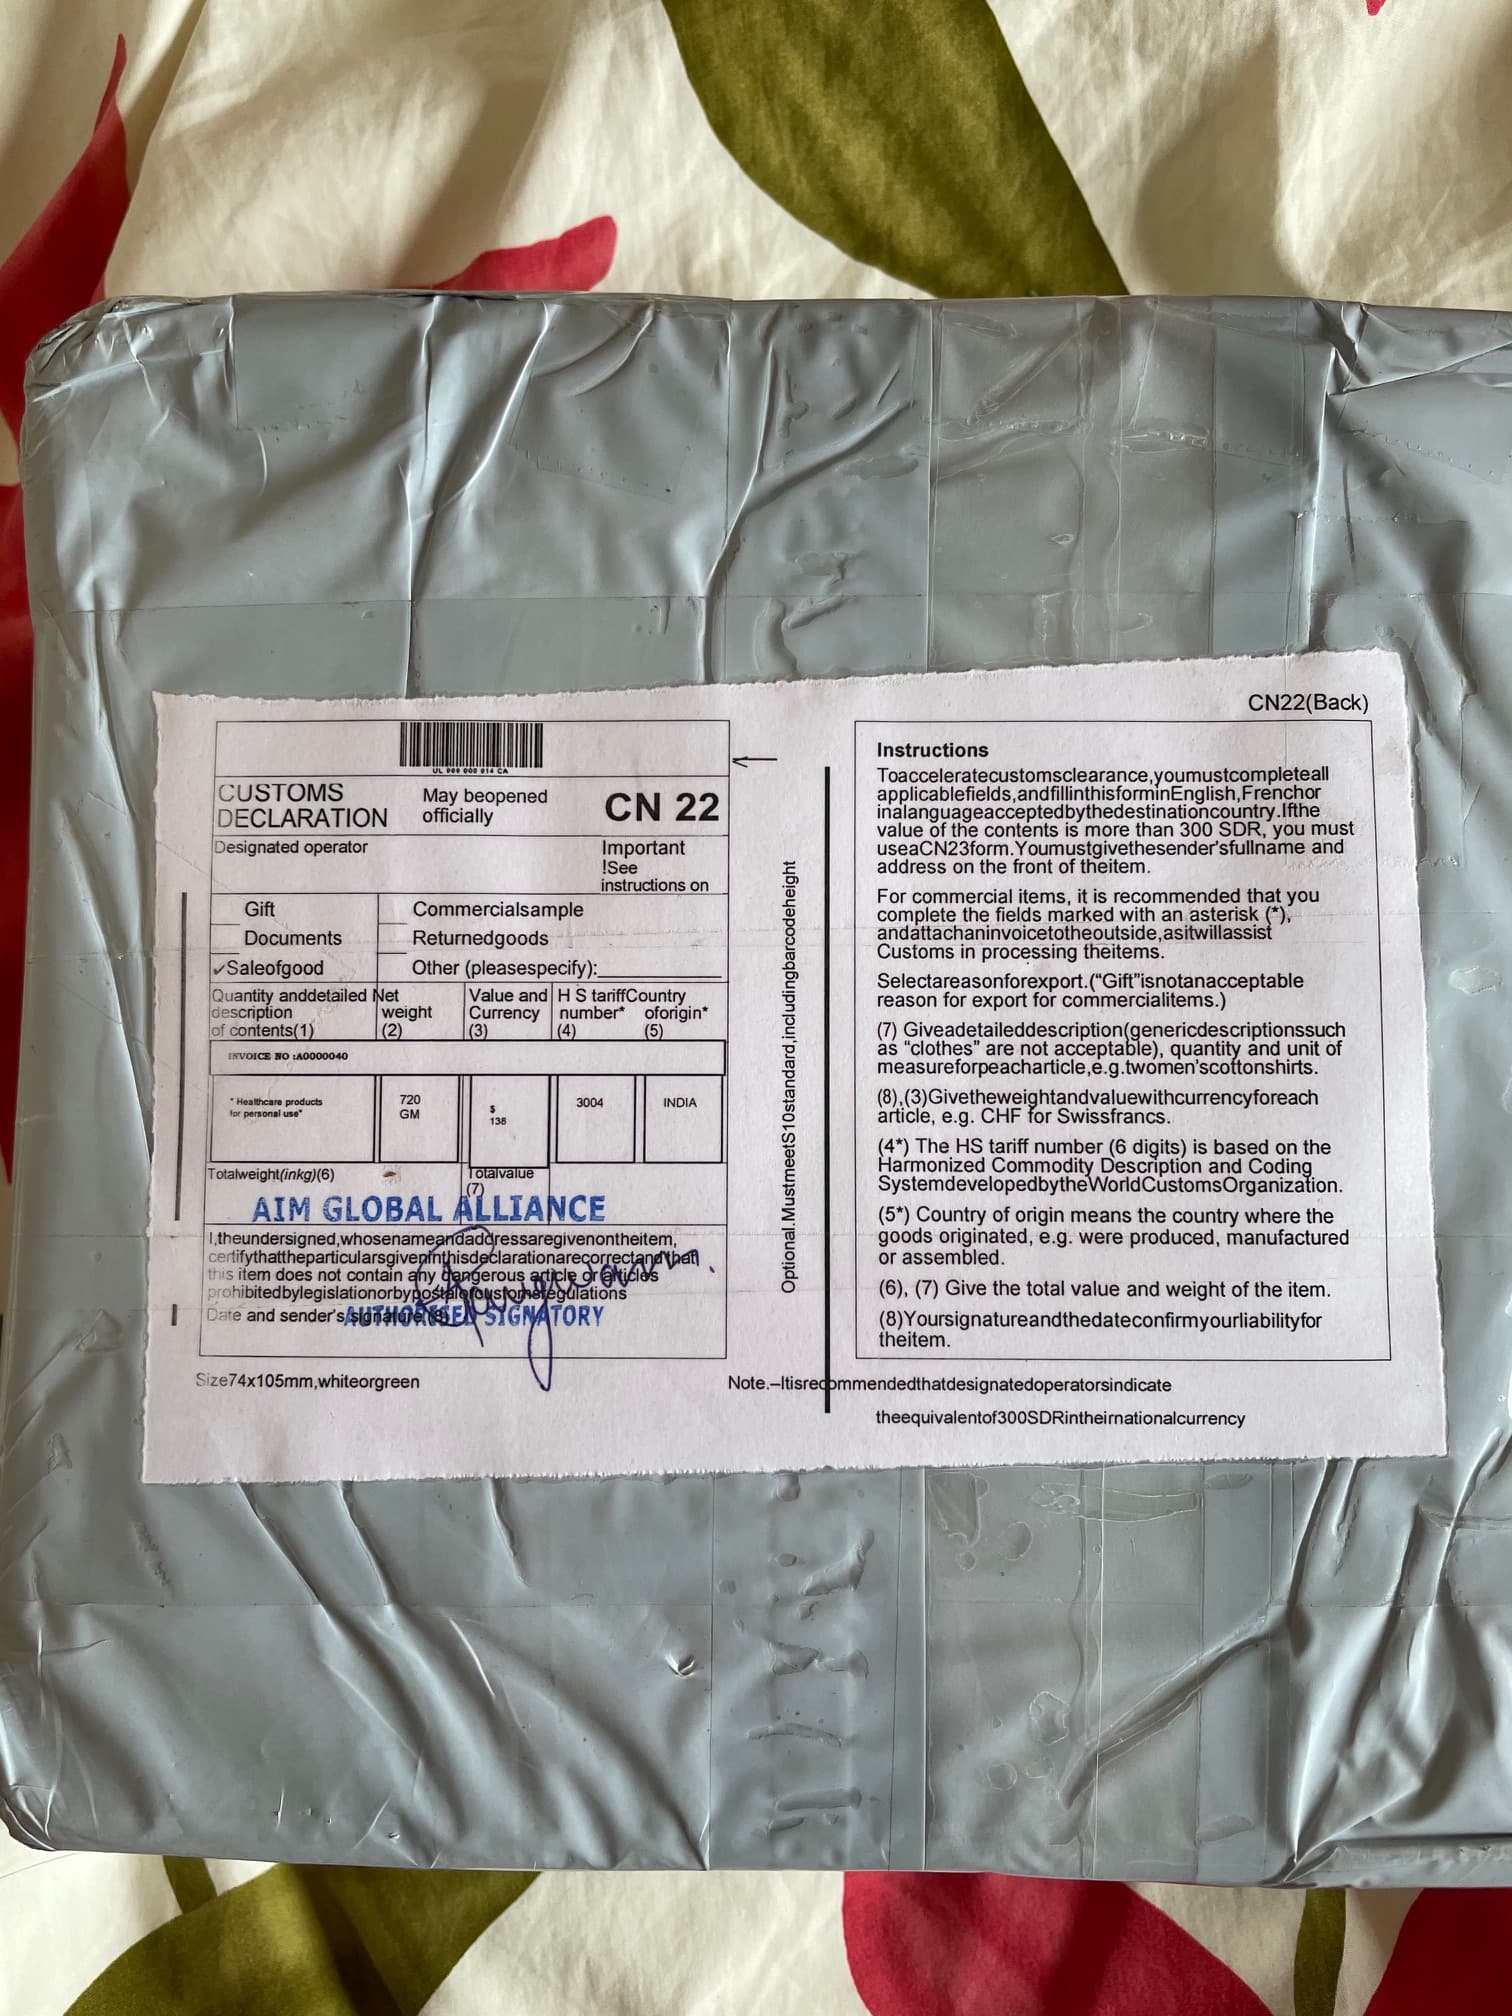 CN22(Back)
UL 000 000 014 CA
CUSTOMS
DECLARATION
May beopened
officially
CN 22
Designated operator
Important
!See
instructions on
Gift
Commercialsample
Documents
Returnedgoods
✓Saleofgood
Other (pleasespecify):
Quantity anddetailed
description
of contents(1)
Net
weight
(2)
Value and
Currency
(3)
H S tariff
number*
(4)
Country
oforigin*
(5)
INVOICE NO :A0000040
" Healthcare products
for personal use"
720
GM
$
138
3004
INDIA
Totalweight(inkg)(6)
Totalvalue
(7)
AIM GLOBAL ALLIANCE
I,theundersigned,whosenameandaddressaregivenontheitem,
certifythattheparticularsgiveninthisdeclarationarecorrectandthat
this item does not contain any dangerous article or articles
prohibitedbylegislationorbypostalorcustomsregulations
Date and sender'ssignature(8)
AUTHORISED SIGNATORY
Size74x105mm,whiteorgreen
Optional.MustmeetS10standard,includingbarcodeheight
Instructions
Toacceleratecustomsclearance,youmustcompleteall
applicablefields,andfillinthisforminEnglish,Frenchor
inalanguageacceptedbythedestinationcountry.Ifthe
value of the contents is more than 300 SDR, you must
useaCN23form.Youmustgivethesender'sfullname and
address on the front of theitem.
For commercial items, it is recommended that you
complete the fields marked with an asterisk (*),
andattachaninvoicetotheoutside,asitwillassist
Customs in processing theitems.
Selectareasonforexport.(“Gift”isnotanacceptable
reason for export for commercialitems.)
(7) Giveadetaileddescription(genericdescriptionssuch
as “clothes” are not acceptable), quantity and unit of
measureforpeacharticle,e.g.twomen'scottonshirts.
(8),(3)Givetheweightandvaluewithcurrencyforeach
article, e.g. CHF for Swissfrancs.
(4*) The HS tariff number (6 digits) is based on the
Harmonized Commodity Description and Coding
SystemdevelopedbytheWorldCustomsOrganization.
(5*) Country of origin means the country where the
goods originated, e.g. were produced, manufactured
or assembled.
(6), (7) Give the total value and weight of the item.
(8)Yoursignatureandthedateconfirmyourliabilityfor
theitem.
Note.–Itisrecommendedthatdesignatedoperatorsindicate
theequivalentof300SDRintheirnationalcurrency